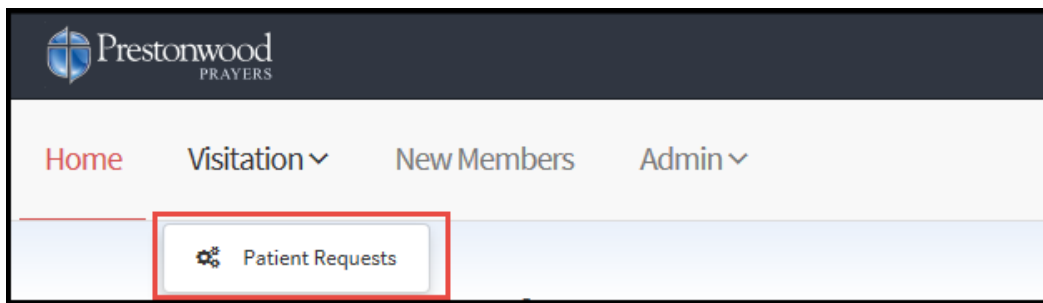 Prestonwood
PRAYERS
Home Visitation New Members Admin
Patient Requests